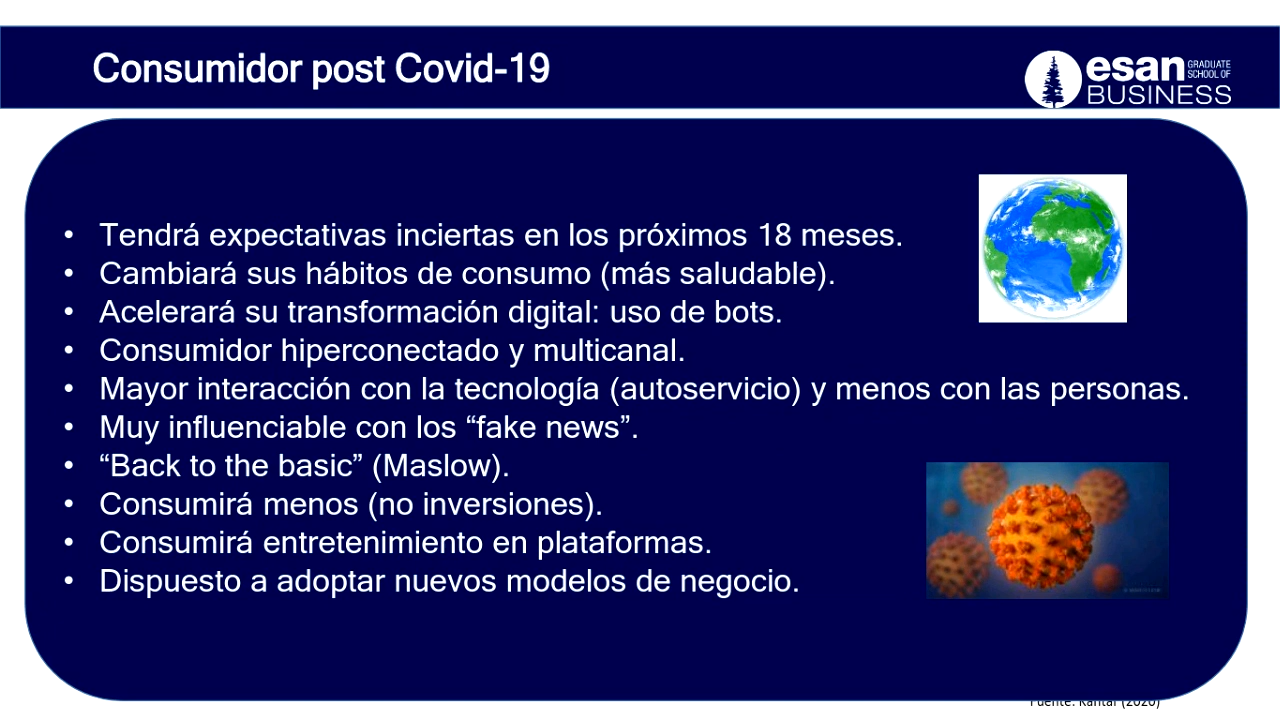 Consumidor post Covid-19
esan GRADUATE SCHOOL OF BUSINESS
• Tendrá expectativas inciertas en los próximos 18 meses.
• Cambiará sus hábitos de consumo (más saludable).
• Acelerará su transformación digital: uso de bots.
• Consumidor hiperconectado y multicanal.
• Mayor interacción con la tecnología (autoservicio) y menos con las personas.
• Muy influenciable con los “fake news”.
• “Back to the basic” (Maslow).
• Consumirá menos (no inversiones).
• Consumirá entretenimiento en plataformas.
• Dispuesto a adoptar nuevos modelos de negocio.
Fuente: Kantar (2020)